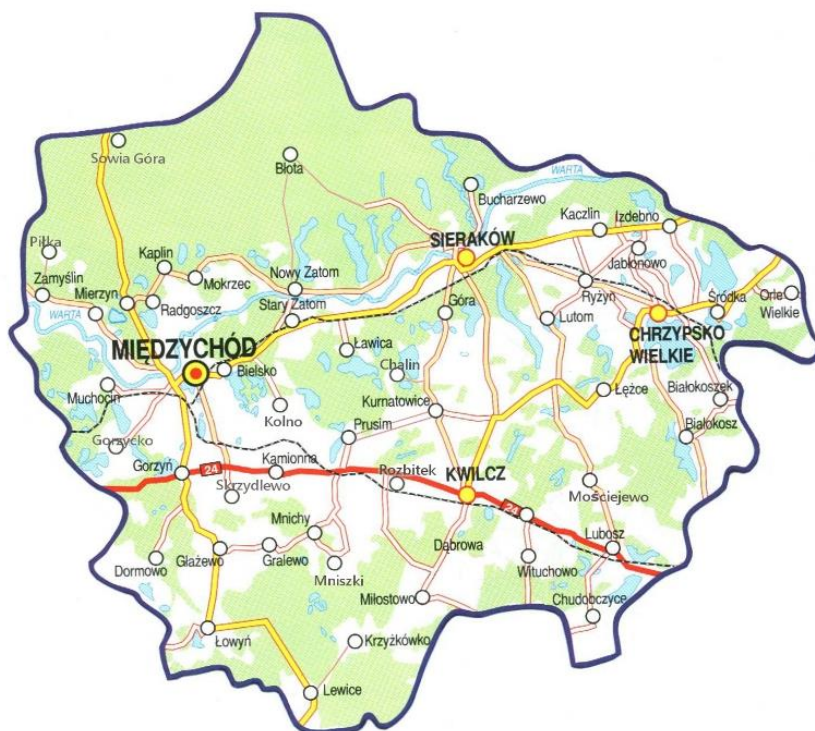 Sowia Góra
Błota
WARTA
Bucharzewo
Kaczlin
Izdebno
SIERAKÓW
Piłka
Kaplin
Jabłonowo
Zamyślin
Mokrzec
Nowy Zatom
Mierzyn
Radgoszcz
Ryżyn
Śródka
Orle
Wielkie
Stary Zatom
Góra
Lutom
WARTA
CHRZYPSKO
WIELKIE
MIĘDZYCHÓD
Ławica
Bielsko
Chalin
Muchocin
Łężce
Białokoszek
Kolno
Kurnatowice
Prusim
Białokosz
Gorzycko
Gorzyń
24
Kamionna
Rozbitek
KWILCZ
Skrzydlewo
Mościejewo
24
Mnichy
Dąbrowa
Lubosz
Głażewo
Gralewo
Dormowo
Mniszki
Wituchowo
Miłostowo
Chudobczyce
Łowyń
Krzyżkówko
Lewice